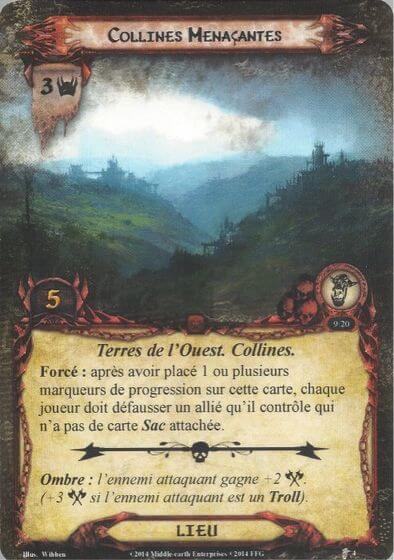 Collines Menaçantes
3
5
9:20
Terres de l'Ouest. Collines.
Forcé : après avoir placé 1 ou plusieurs
marqueurs de progression sur cette carte, chaque
joueur doit défausser un allié qu'il contrôle qui
n'a pas de carte Sac attachée.
Ombre : l'ennemi attaquant gagne +2
(+3 si l'ennemi attaquant est un Troll).
LIEU
Illus. Wibben
©2014 Middle-earth Enterprises ©2014 FFG
4